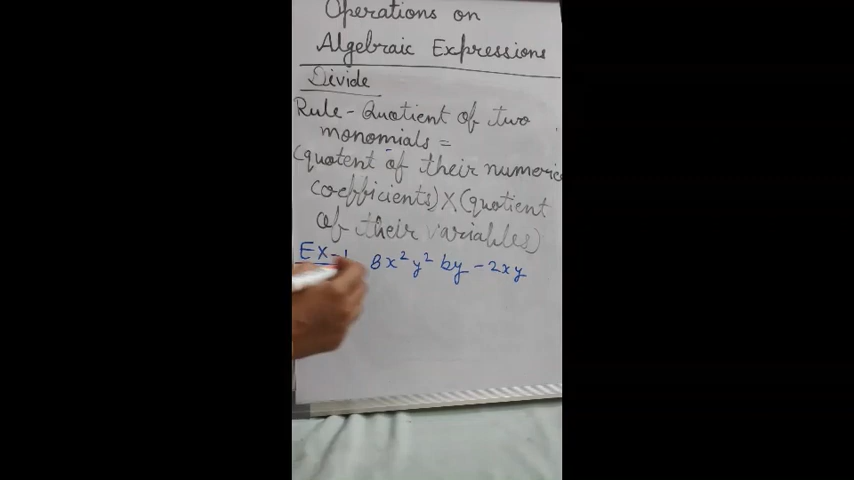 Operations on
Algebraic Expressions
Divide
Rule - Quotient of two
monomials =
(quotent of their numeric
coefficients) X (quotient
of their variables)
EX-1 8x²y² by -2xy